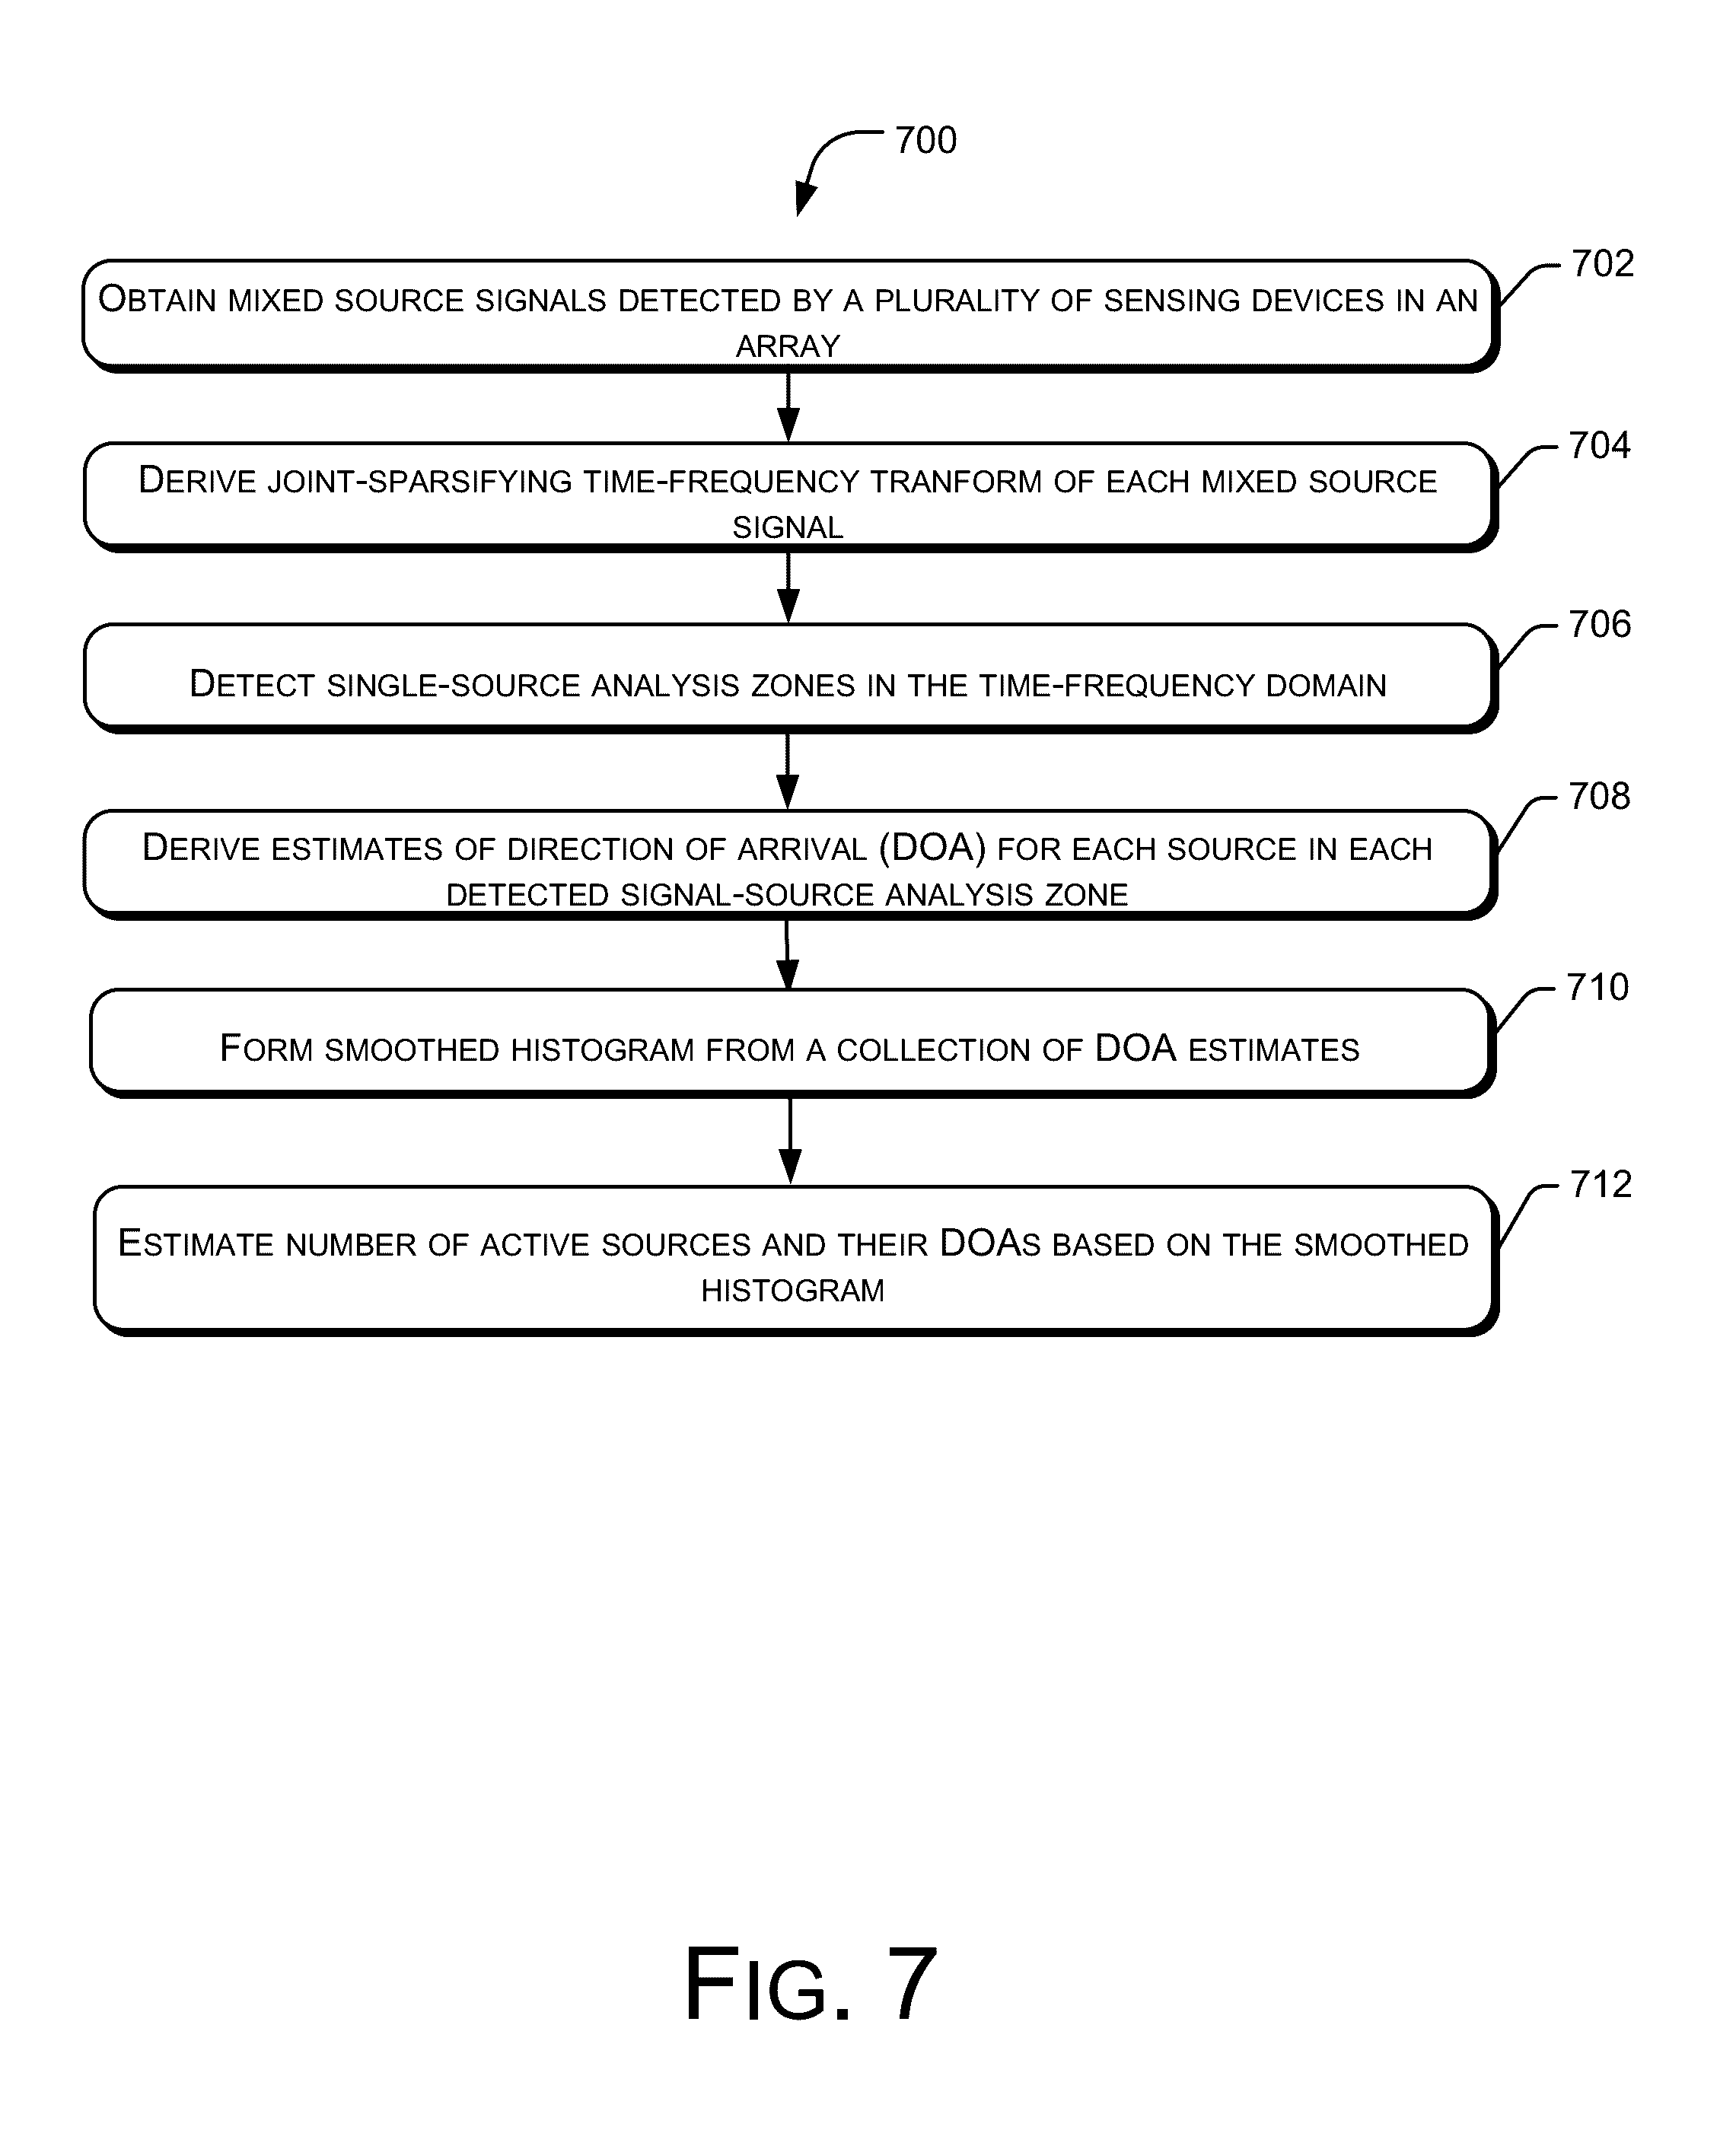 700
702
OBTAIN MIXED SOURCE SIGNALS DETECTED BY A PLURALITY OF SENSING DEVICES IN AN
ARRAY
704
DERIVE JOINT-SPARSIFYING TIME-FREQUENCY TRANFORM OF EACH MIXED SOURCE
SIGNAL
706
DETECT SINGLE-SOURCE ANALYSIS ZONES IN THE TIME-FREQUENCY DOMAIN
708
DERIVE ESTIMATES OF DIRECTION OF ARRIVAL (DOA) FOR EACH SOURCE IN EACH
DETECTED SIGNAL-SOURCE ANALYSIS ZONE
710
FORM SMOOTHED HISTOGRAM FROM A COLLECTION OF DOA ESTIMATES
712
ESTIMATE NUMBER OF ACTIVE SOURCES AND THEIR DOAS BASED ON THE SMOOTHED
HISTOGRAM
FIG. 7